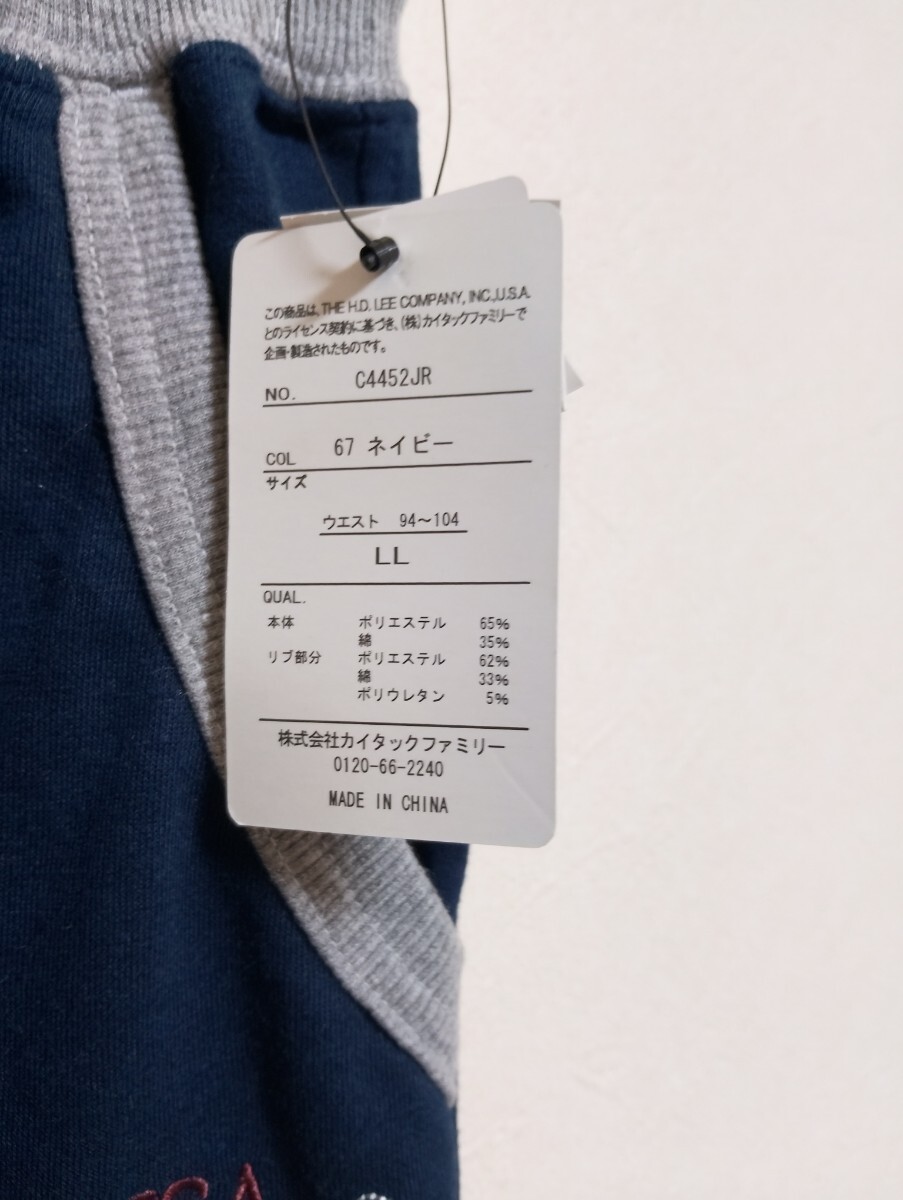 この商品は、THE H.D. LEE COMPANY, INC.,U.S.A.
とのライセンス契約に基づき、(株)カイタックファミリーで
企画・製造されたものです。
NO. C4452JR
COL 67 ネイビー
サイズ
ウエスト 94〜104
LL
QUAL.
本体 ポリエステル 65%
綿 35%
リブ部分 ポリエステル 62%
綿 33%
ポリウレタン 5%
株式会社カイタックファミリー
0120-66-2240
MADE IN CHINA